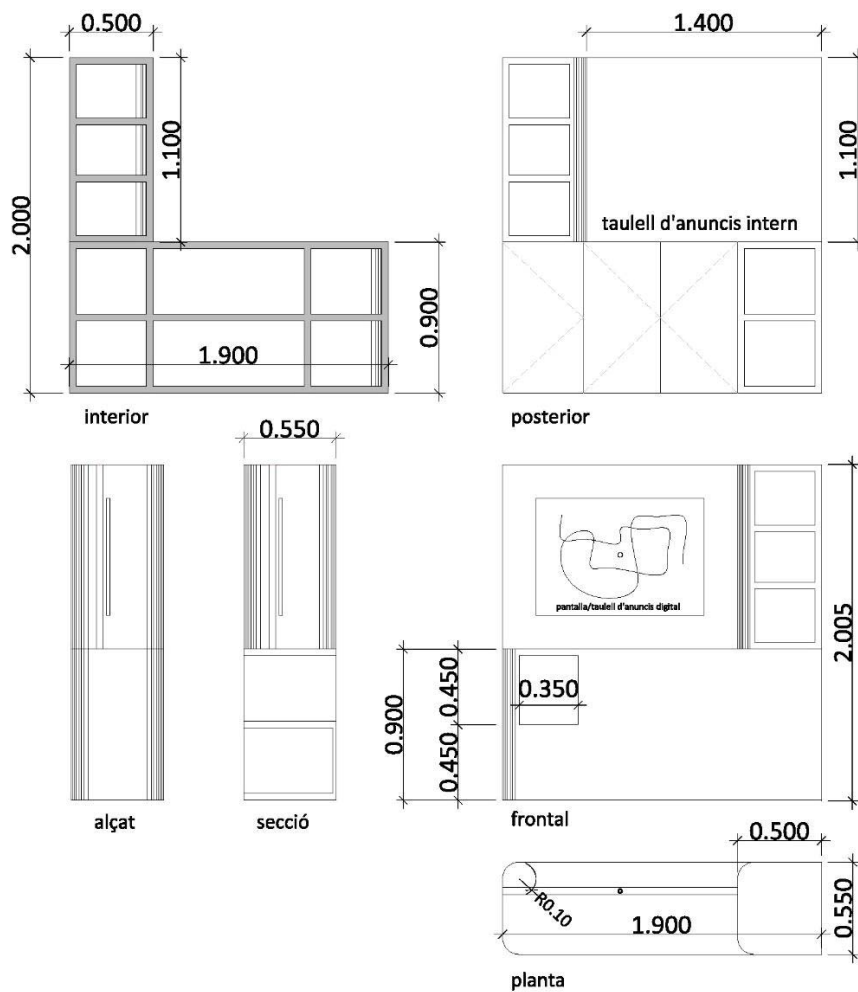 0.500
1.400
2.000
1.100
1.100
taulell d'anuncis intern
1.900
0.900
interior
posterior
0.550
pantalla/taulell d'anuncis digital
2.005
0.900
0.450
0.350
0.450
alçat
secció
frontal
0.500
R0.10
0.550
1.900
planta